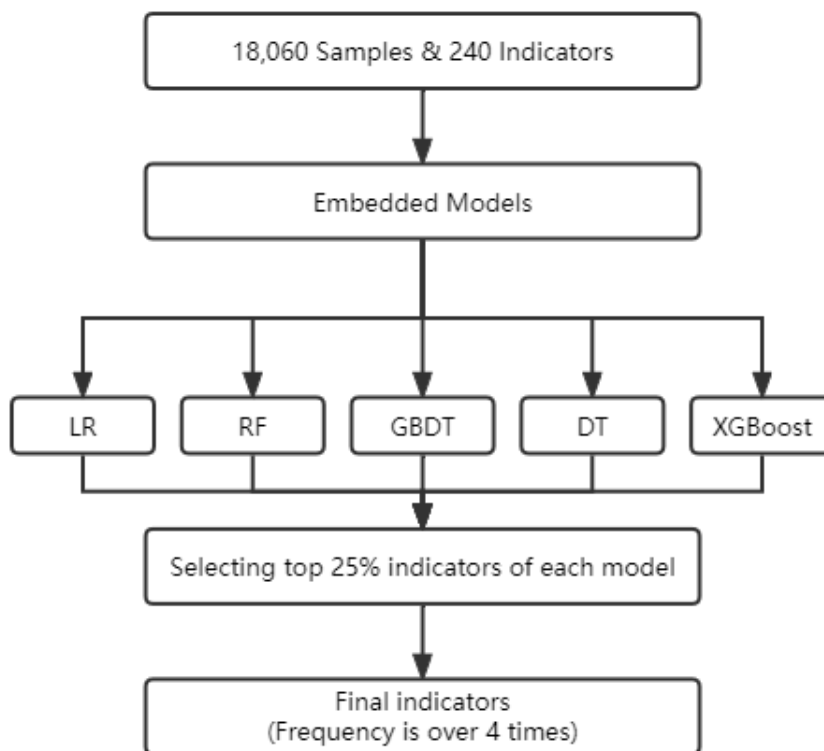 18,060 Samples & 240 Indicators
Embedded Models
LR
RF
GBDT
DT
XGBoost
Selecting top 25% indicators of each model
Final indicators
(Frequency is over 4 times)